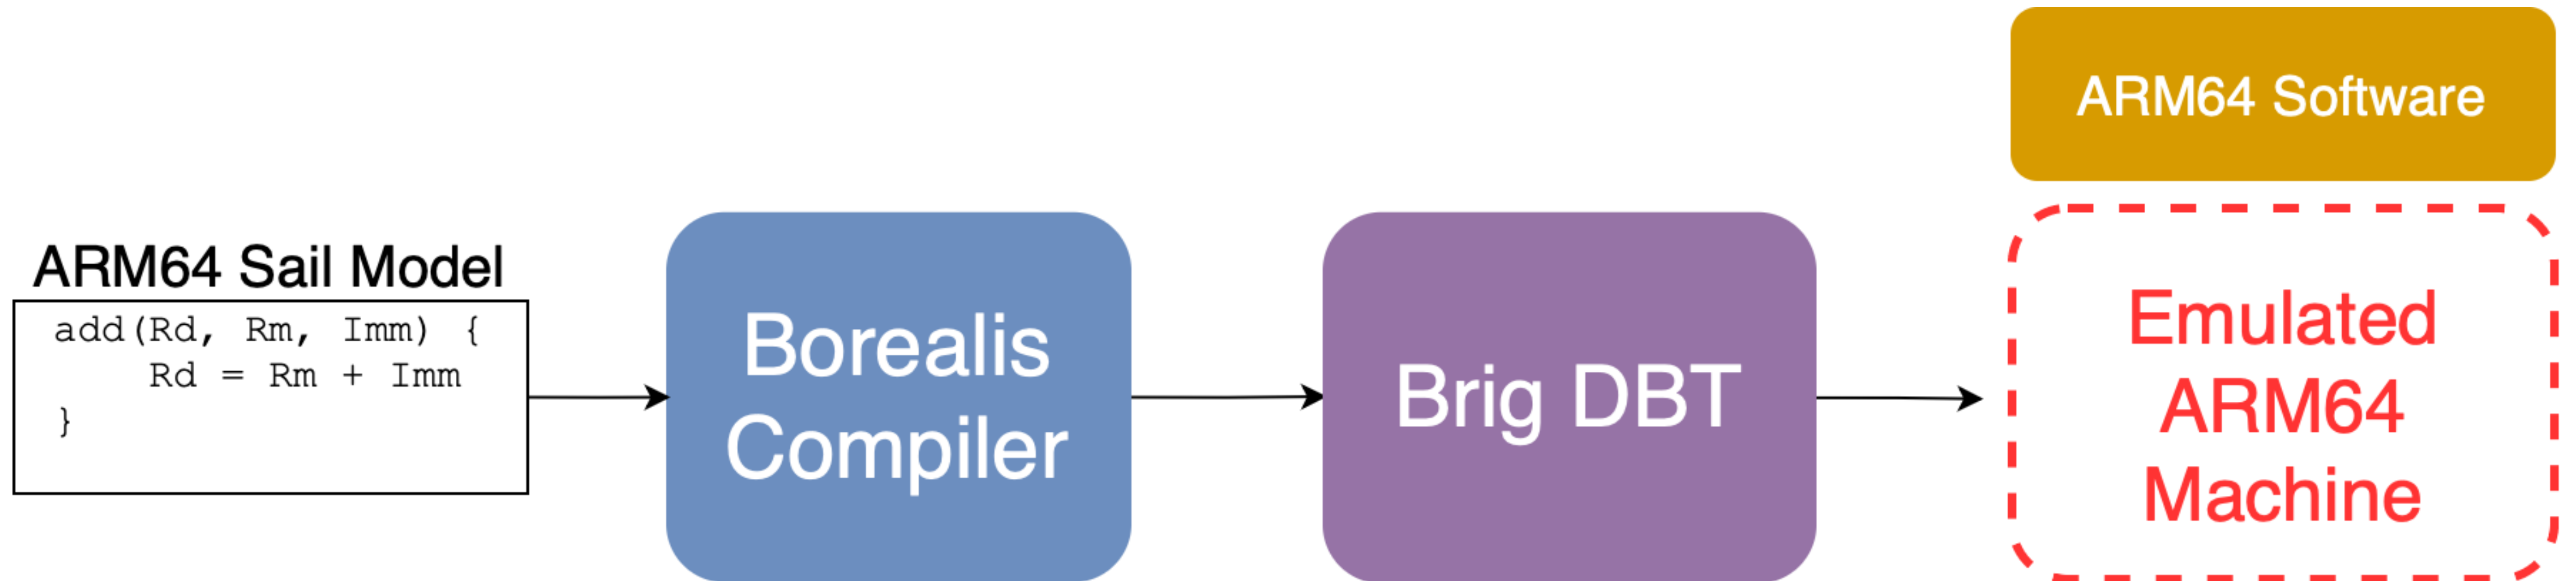 ARM64 Sail Model
add(Rd, Rm, Imm) {
Rd = Rm + Imm
}
Borealis
Compiler
Brig DBT
ARM64 Software
Emulated
ARM64
Machine